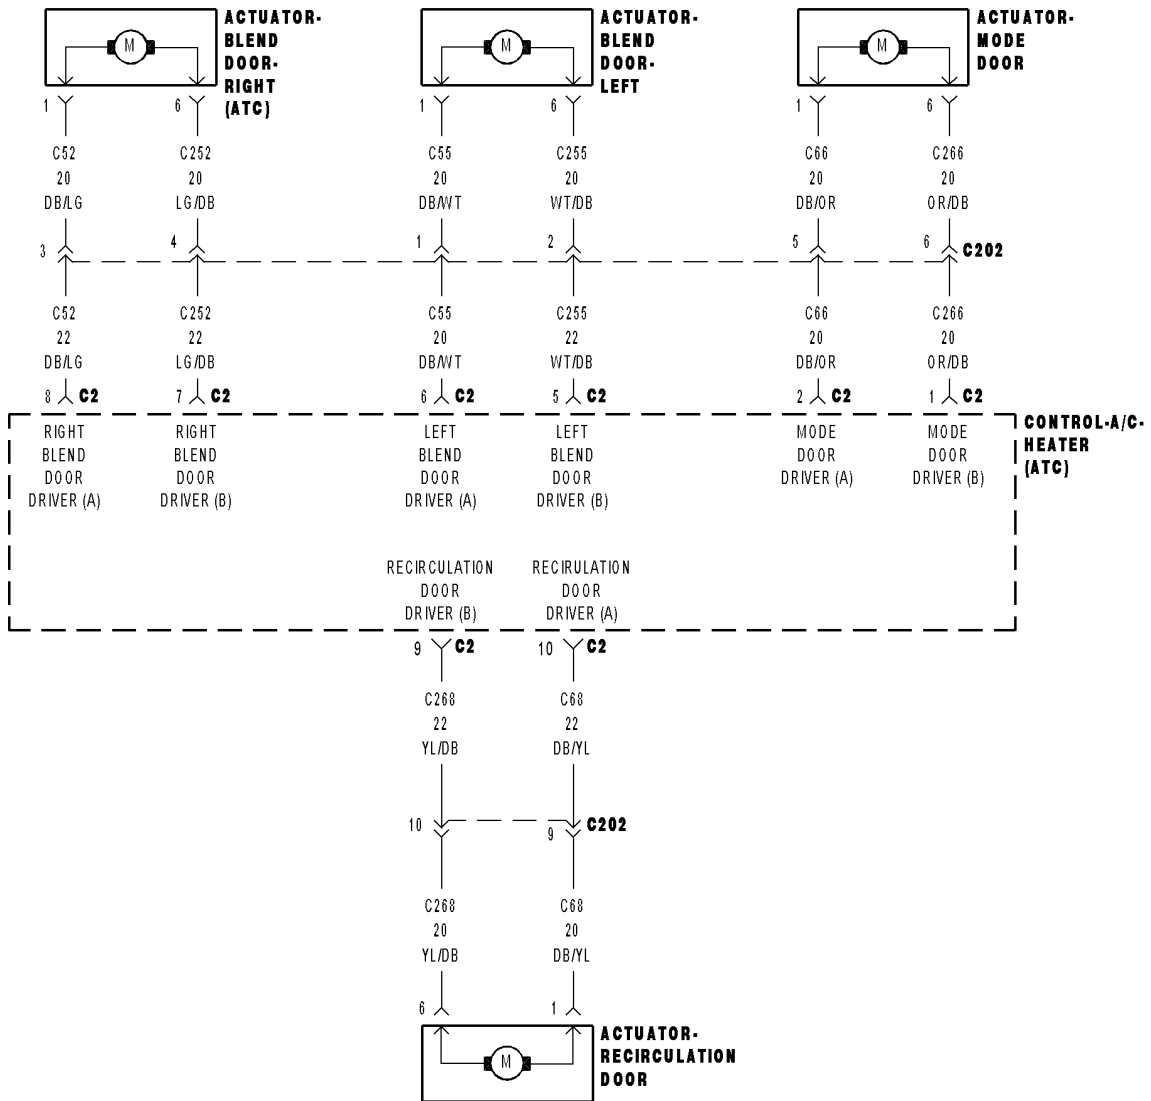 ACTUATOR-
BLEND
DOOR-
RIGHT
(ATC)
M
ACTUATOR-
BLEND
DOOR-
LEFT
M
ACTUATOR-
MODE
DOOR
M
1 6 1 6 1 6
C52 C252 C55 C255 C66 C266
20 20 20 20 20 20
DB/LG LG/DB DB/WT WT/DB DB/OR OR/DB
3 4 1 2 5 6 C202
C52 C252 C55 C255 C66 C266
22 22 20 22 20 20
DB/LG LG/DB DB/WT WT/DB DB/OR OR/DB
8 C2 7 C2 6 C2 5 C2 2 C2 1 C2
CONTROL-A/C-
HEATER
(ATC)
RIGHT
BLEND
DOOR
DRIVER (A)
RIGHT
BLEND
DOOR
DRIVER (B)
LEFT
BLEND
DOOR
DRIVER (A)
LEFT
BLEND
DOOR
DRIVER (B)
MODE
DOOR
DRIVER (A)
MODE
DOOR
DRIVER (B)
RECIRCULATION
DOOR
DRIVER (B)
RECIRULATION
DOOR
DRIVER (A)
9 C2 10 C2
C268 C68
22 22
YL/DB DB/YL
10 9 C202
C268 C68
20 20
YL/DB DB/YL
6 1
M
ACTUATOR-
RECIRCULATION
DOOR